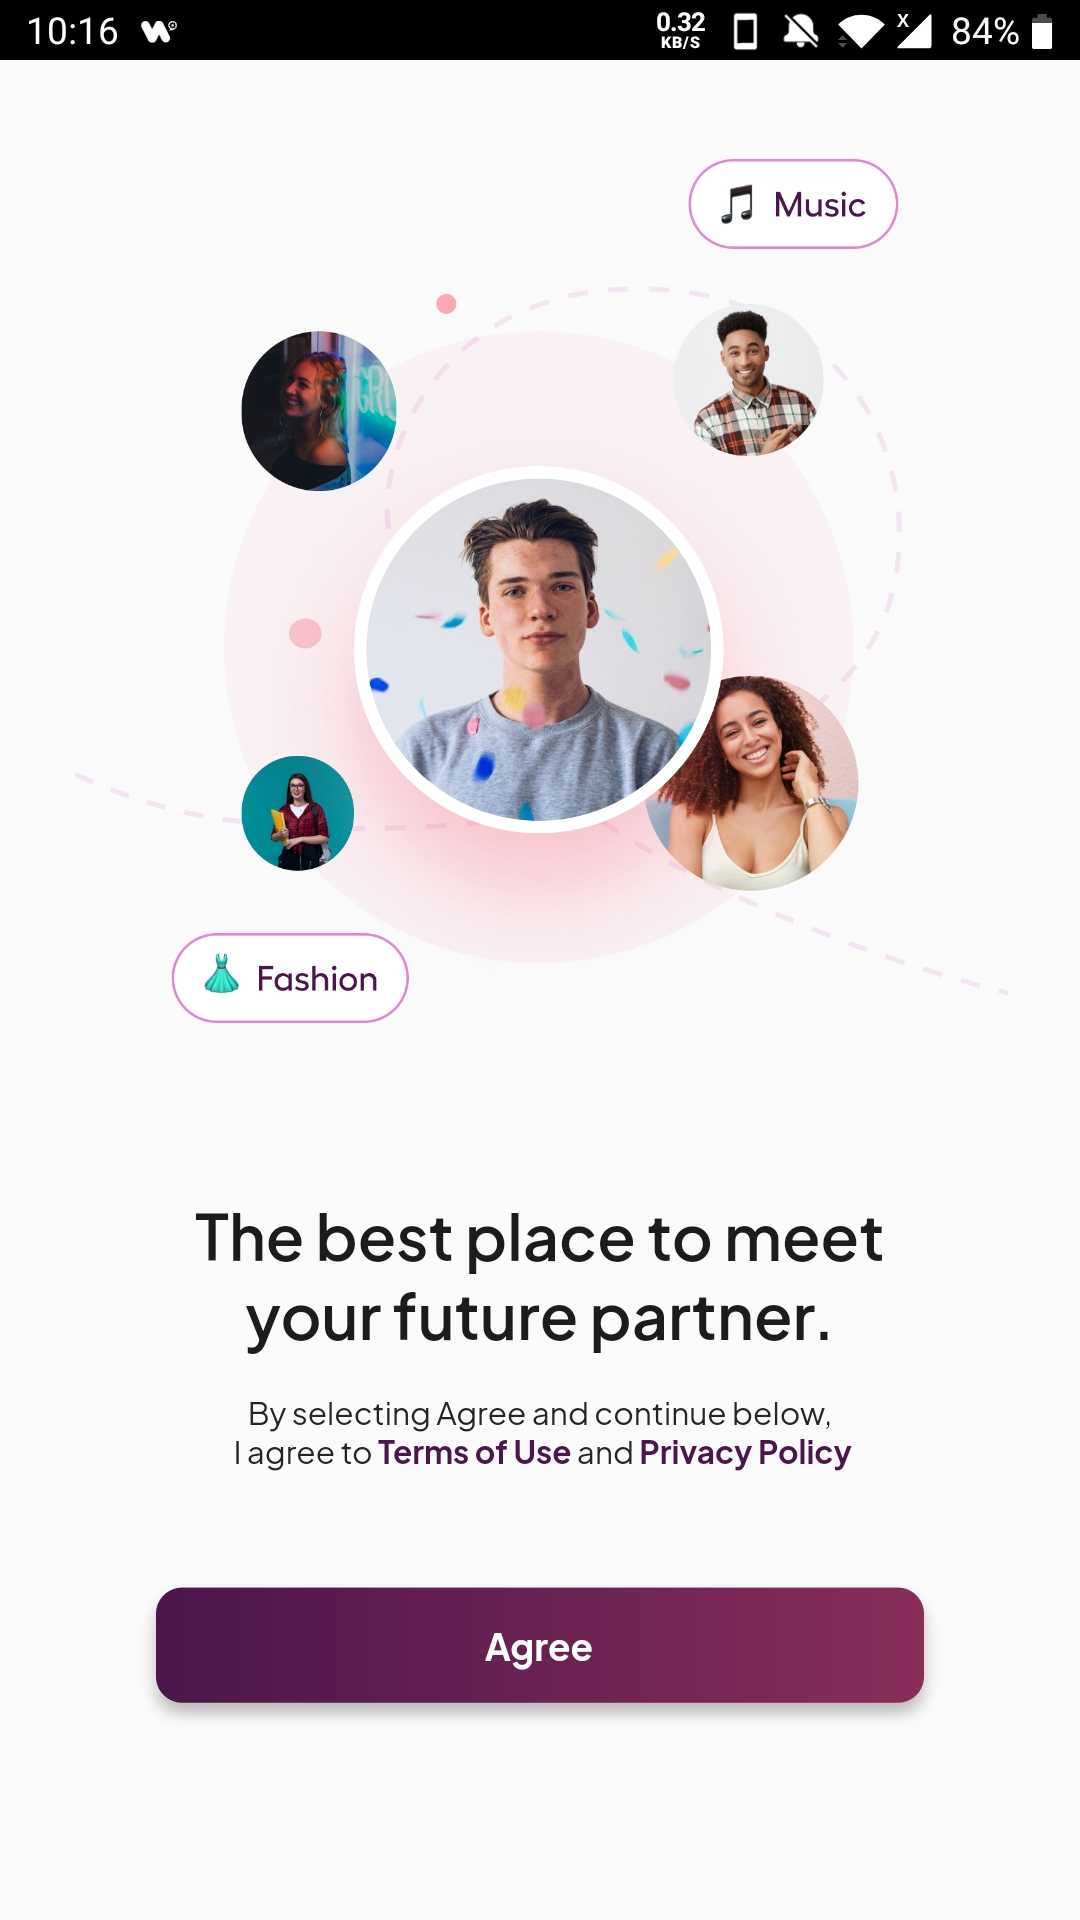 10:16
0.32
KB/S
X
84%
Music
GRL
Fashion
The best place to meet
your future partner.
By selecting Agree and continue below,
I agree to Terms of Use and Privacy Policy
Agree